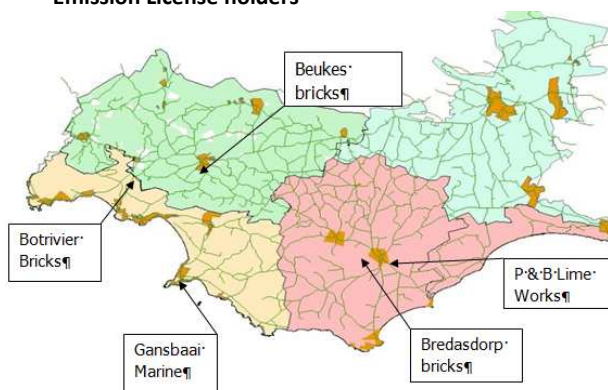 Emission License holders
Beukes·
bricks¶
Botrivier·
Bricks¶
P·&·B·Lime·
Works¶
Gansbaai·
Marine¶
Bredasdorp·
bricks¶